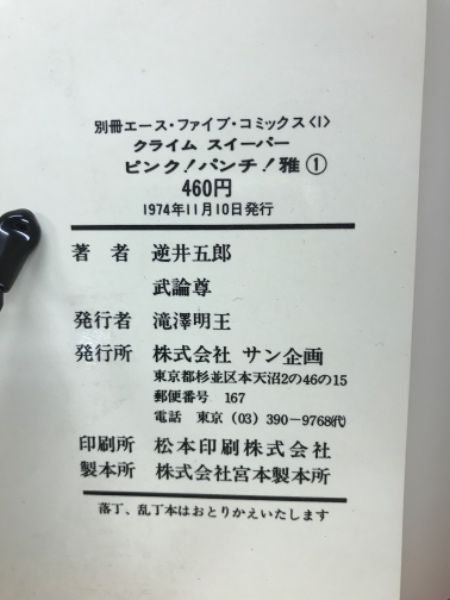 別冊エース・ファイブ・コミックス〈1〉
クライム スイーパー
ピンク!パンチ!雅①
460円
1974年11月10日発行
著者 逆井五郎
武論尊
発行者 滝澤明王
発行所 株式会社 サン企画
東京都杉並区本天沼2の46の15
郵便番号 167
電話 東京(03)390-9768㈹
印刷所 松本印刷株式会社
製本所 株式会社宮本製本所
落丁、乱丁本はおとりかえいたします